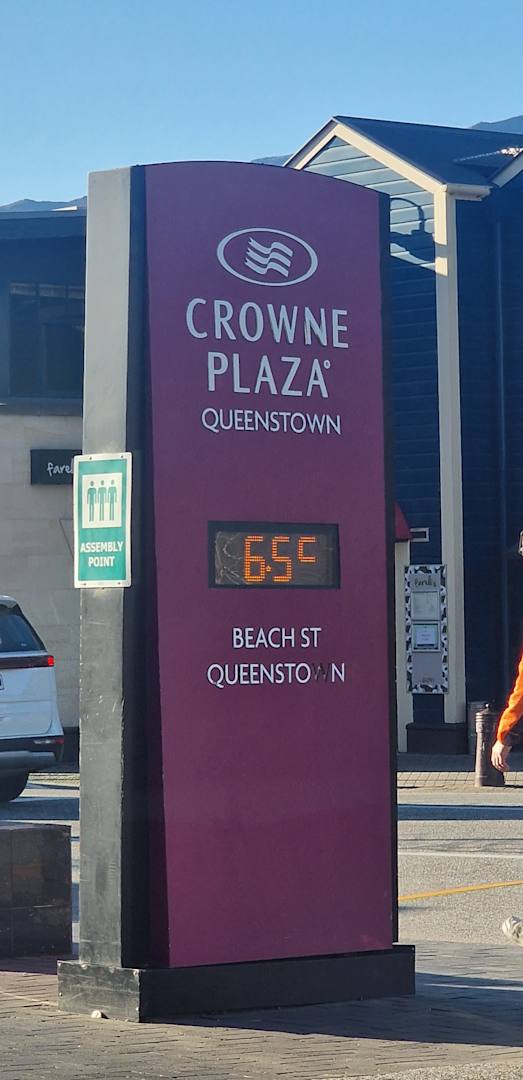 CROWNE
PLAZA
QUEENSTOWN
ASSEMBLY
POINT
6.5c
BEACH ST
QUEENSTOWN